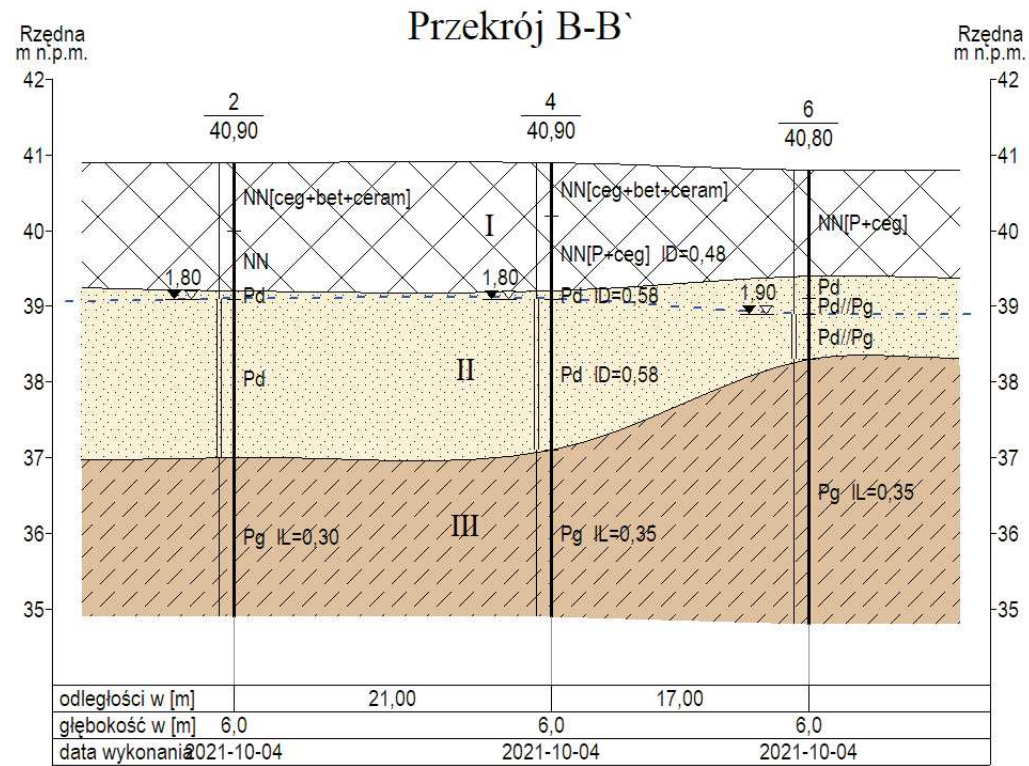 Przekrój B-B`
Rzędna
m n.p.m.
Rzędna
m n.p.m.
42
42
2
40,90
4
40,90
6
40,80
41
41
NN[ceg+bet+ceram]
NN[ceg+bet+ceram]
I
NN[P+ceg]
40
40
NN
NN[P+ceg] ID=0,48
1,80
1,80
Pd
Pd ID=0,58
1,90
Pd
Pd//Pg
39
39
Pd//Pg
Pd
II
Pd ID=0,58
38
38
37
37
Pg IL=0,35
36
36
Pg IL=0,30
III
Pg IL=0,35
35
35
odległości w [m] 21,00 17,00
głębokość w [m] 6,0 6,0 6,0
data wykonania 2021-10-04 2021-10-04 2021-10-04